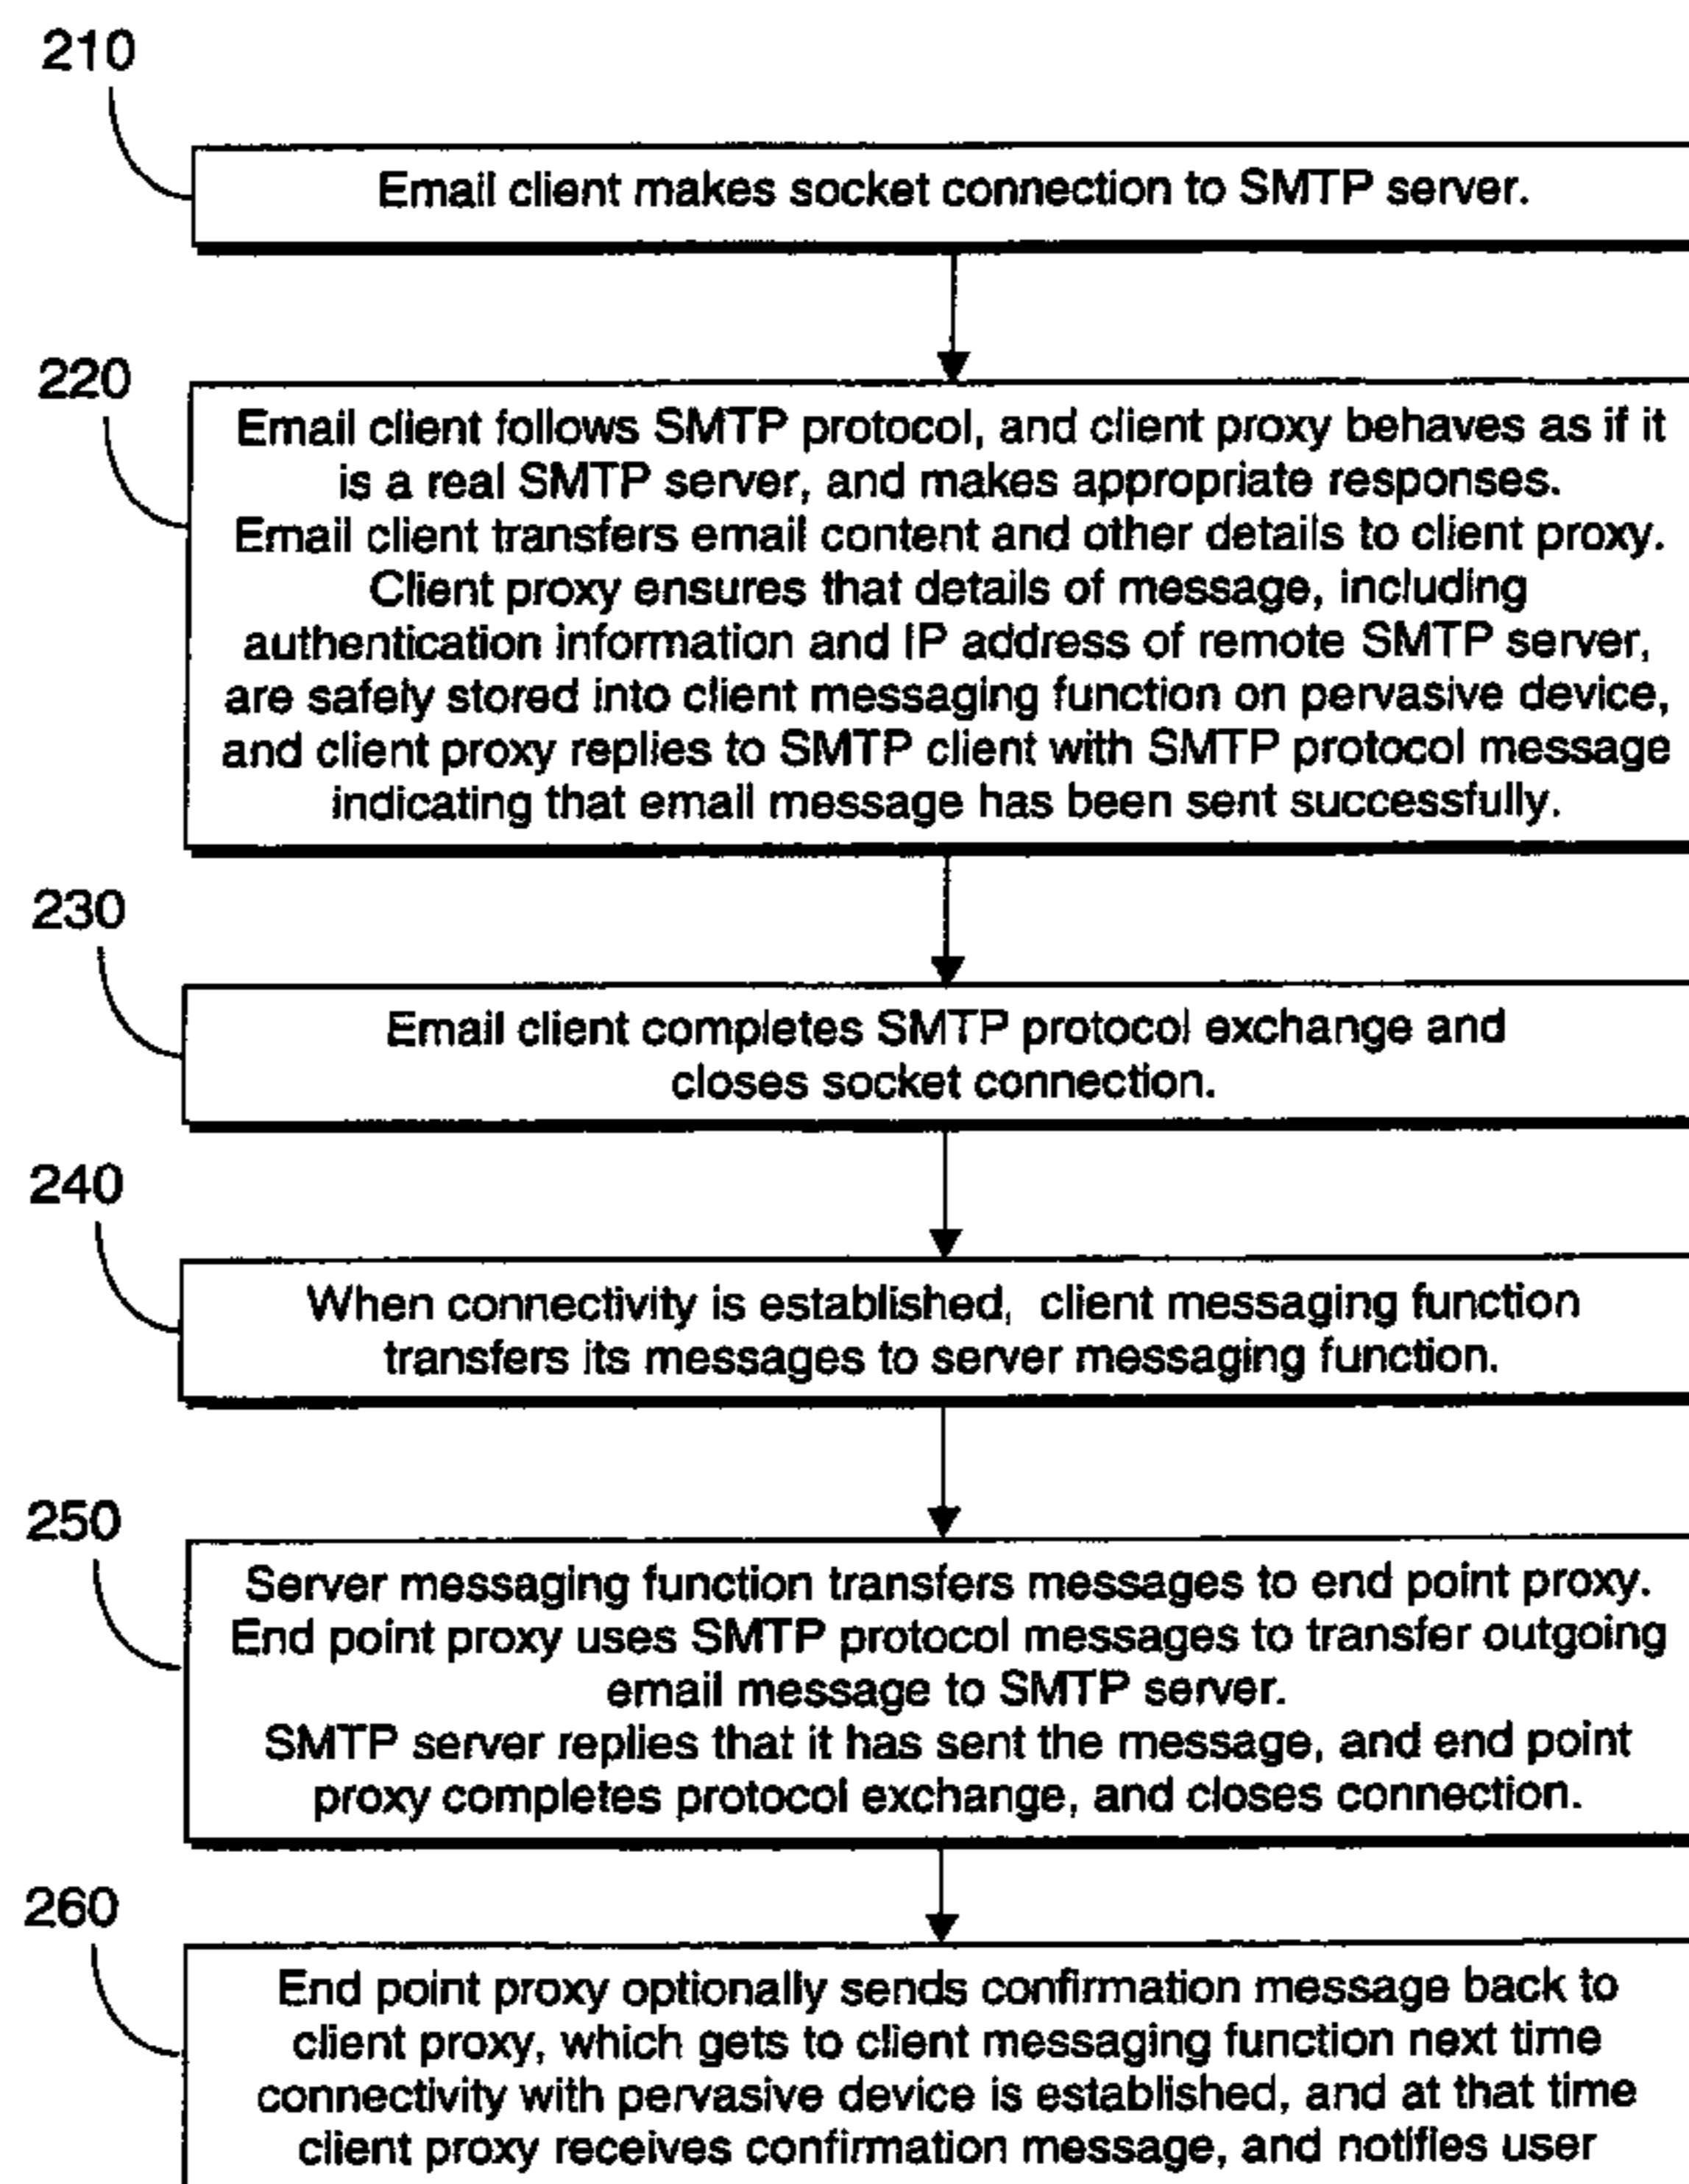 210
Email client makes socket connection to SMTP server.
220
Email client follows SMTP protocol, and client proxy behaves as if it
is a real SMTP server, and makes appropriate responses.
Email client transfers email content and other details to client proxy.
Client proxy ensures that details of message, including
authentication information and IP address of remote SMTP server,
are safely stored into client messaging function on pervasive device,
and client proxy replies to SMTP client with SMTP protocol message
indicating that email message has been sent successfully.
230
Email client completes SMTP protocol exchange and
closes socket connection.
240
When connectivity is established, client messaging function
transfers its messages to server messaging function.
250
Server messaging function transfers messages to end point proxy.
End point proxy uses SMTP protocol messages to transfer outgoing
email message to SMTP server.
SMTP server replies that it has sent the message, and end point
proxy completes protocol exchange, and closes connection.
260
End point proxy optionally sends confirmation message back to
client proxy, which gets to client messaging function next time
connectivity with pervasive device is established, and at that time
client proxy receives confirmation message, and notifies user